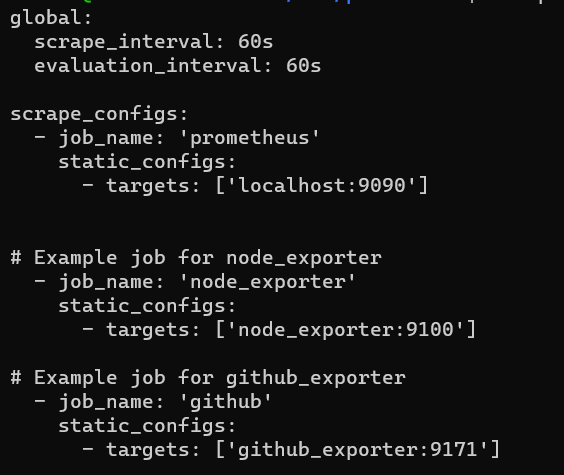 global:
  scrape_interval: 60s
  evaluation_interval: 60s

scrape_configs:
  - job_name: 'prometheus'
    static_configs:
      - targets: ['localhost:9090']


# Example job for node_exporter
  - job_name: 'node_exporter'
    static_configs:
      - targets: ['node_exporter:9100']

# Example job for github_exporter
  - job_name: 'github'
    static_configs:
      - targets: ['github_exporter:9171']